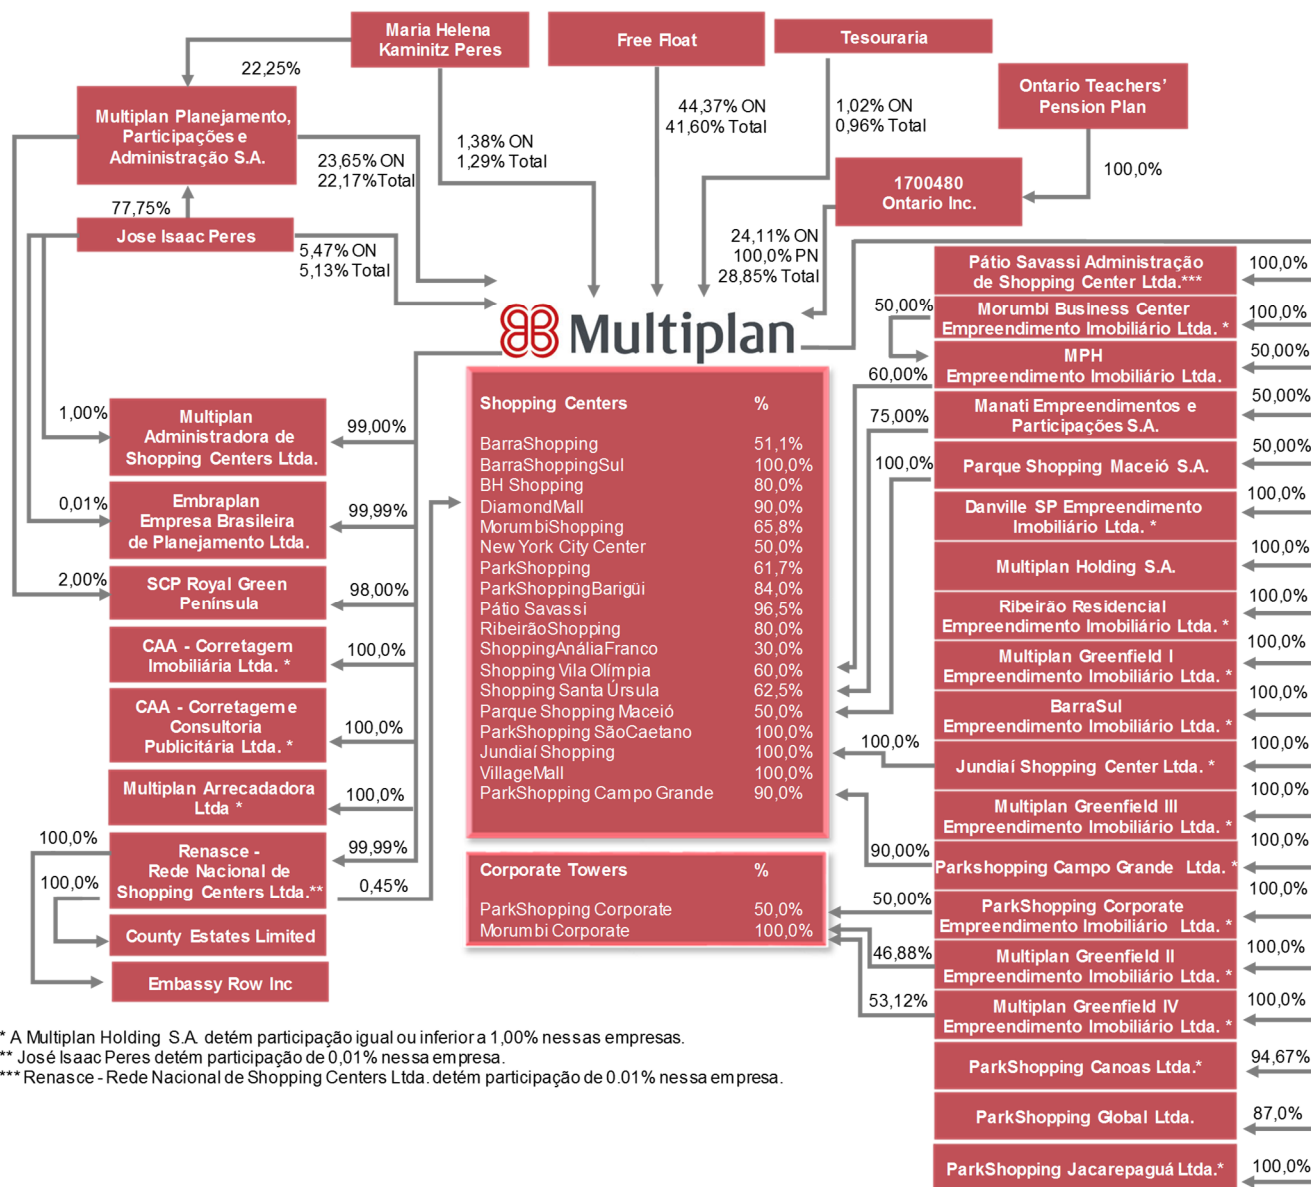 Maria Helena
Kaminitz Peres
Free Float
Tesouraria
Ontario Teachers'
Pension Plan
22,25%
Multiplan Planejamento,
Participações e
Administração S.A.
23,65% ON
22,17%Total
1,38% ON
1,29% Total
44,37% ON
41,60% Total
1,02% ON
0,96% Total
100,0%
1700480
Ontario Inc.
77,75%
Jose Isaac Peres
5,47% ON
5,13% Total
24,11% ON
100,0% PN
28,85% Total
Multiplan
1,00%
Multiplan
Administradora de
Shopping Centers Ltda.
99,00%
0,01%
Embraplan
Empresa Brasileira
de Planejamento Ltda.
99,99%
2,00%
SCP Royal Green
Península
98,00%
CAA - Corretagem
Imobiliária Ltda. *
100,0%
CAA - Corretagem e
Consultoria
Publicitária Ltda. *
100,0%
Multiplan Arrecadadora
Ltda *
100,0%
100,0%
Renasce -
Rede Nacional de
Shopping Centers Ltda.**
99,99%
100,0%
0,45%
County Estates Limited
Embassy Row Inc
Shopping Centers %
BarraShopping 51,1%
BarraShoppingSul 100,0%
BH Shopping 80,0%
DiamondMall 90,0%
MorumbiShopping 65,8%
New York City Center 50,0%
ParkShopping 61,7%
ParkShoppingBarigüi 84,0%
Pátio Savassi 96,5%
RibeirãoShopping 80,0%
ShoppingAnáliaFranco 30,0%
Shopping Vila Olímpia 60,0%
Shopping Santa Úrsula 62,5%
Parque Shopping Maceió 50,0%
ParkShopping SãoCaetano 100,0%
Jundiaí Shopping 100,0%
VillageMall 100,0%
ParkShopping Campo Grande 90,0%
Corporate Towers %
ParkShopping Corporate 50,0%
Morumbi Corporate 100,0%
Pátio Savassi Administração
de Shopping Center Ltda.***
100,0%
50,00%
Morumbi Business Center
Empreendimento Imobiliário Ltda. *
100,0%
MPH
Empreendimento Imobiliário Ltda.
50,00%
60,00%
Manati Empreendimentos e
Participações S.A.
50,00%
75,00%
Parque Shopping Maceió S.A.
50,00%
100,0%
Danville SP Empreendimento
Imobiliário Ltda. *
100,0%
Multiplan Holding S.A.
100,0%
Ribeirão Residencial
Empreendimento Imobiliário Ltda. *
100,0%
Multiplan Greenfield I
Empreendimento Imobiliário Ltda. *
100,0%
BarraSul
Empreendimento Imobiliário Ltda. *
100,0%
100,0%
Jundiaí Shopping Center Ltda. *
100,0%
Multiplan Greenfield III
Empreendimento Imobiliário Ltda. *
100,0%
90,00%
Parkshopping Campo Grande Ltda. *
100,0%
50,00%
ParkShopping Corporate
Empreendimento Imobiliário Ltda. *
100,0%
46,88%
Multiplan Greenfield II
Empreendimento Imobiliário Ltda. *
100,0%
53,12%
Multiplan Greenfield IV
Empreendimento Imobiliário Ltda. *
100,0%
ParkShopping Canoas Ltda.*
94,67%
ParkShopping Global Ltda.
87,0%
ParkShopping Jacarepaguá Ltda.*
100,0%
* A Multiplan Holding S.A. detém participação igual ou inferior a 1,00% nessas empresas.
** José Isaac Peres detém participação de 0,01% nessa empresa.
*** Renasce - Rede Nacional de Shopping Centers Ltda. detém participação de 0.01% nessa empresa.